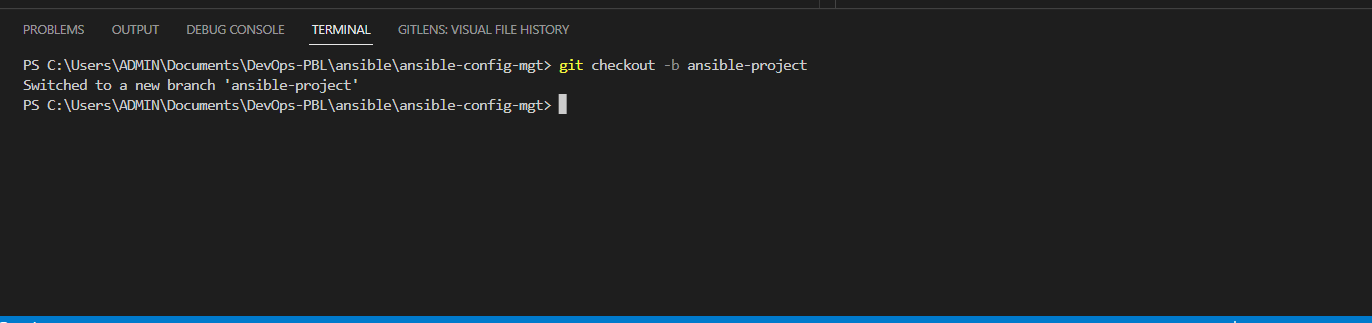 PROBLEMS OUTPUT DEBUG CONSOLE TERMINAL GITLENS: VISUAL FILE HISTORY
PS C:\Users\ADMIN\Documents\DevOps-PBL\ansible\ansible-config-mgt> git checkout -b ansible-project
Switched to a new branch 'ansible-project'
PS C:\Users\ADMIN\Documents\DevOps-PBL\ansible\ansible-config-mgt>